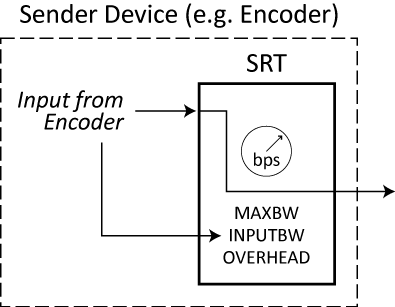 Sender Device (e.g. Encoder)
SRT
Input from
Encoder
bps
MAXBW
INPUTBW
OVERHEAD